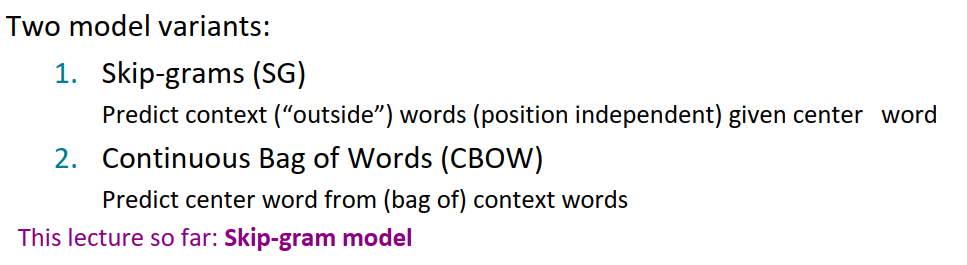 Two model variants:
1. Skip-grams (SG)
Predict context (“outside”) words (position independent) given center word
2. Continuous Bag of Words (CBOW)
Predict center word from (bag of) context words
This lecture so far: Skip-gram model